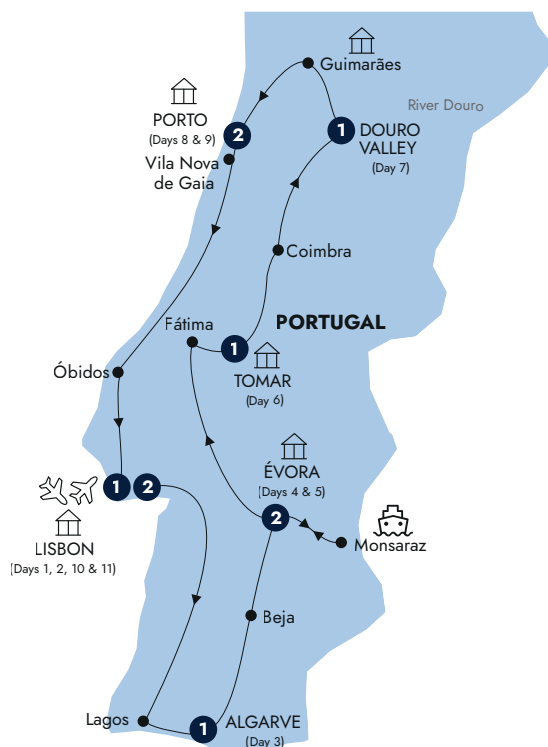 Guimarães
River Douro
PORTO
(Days 8 & 9)
2
1
DOURO
VALLEY
(Day 7)
Vila Nova
de Gaia
Coimbra
PORTUGAL
Fátima
1
TOMAR
(Day 6)
Óbidos
ÉVORA
(Days 4 & 5)
1
2
2
LISBON
(Days 1, 2, 10 & 11)
Monsaraz
Beja
Lagos
1
ALGARVE
(Day 3)